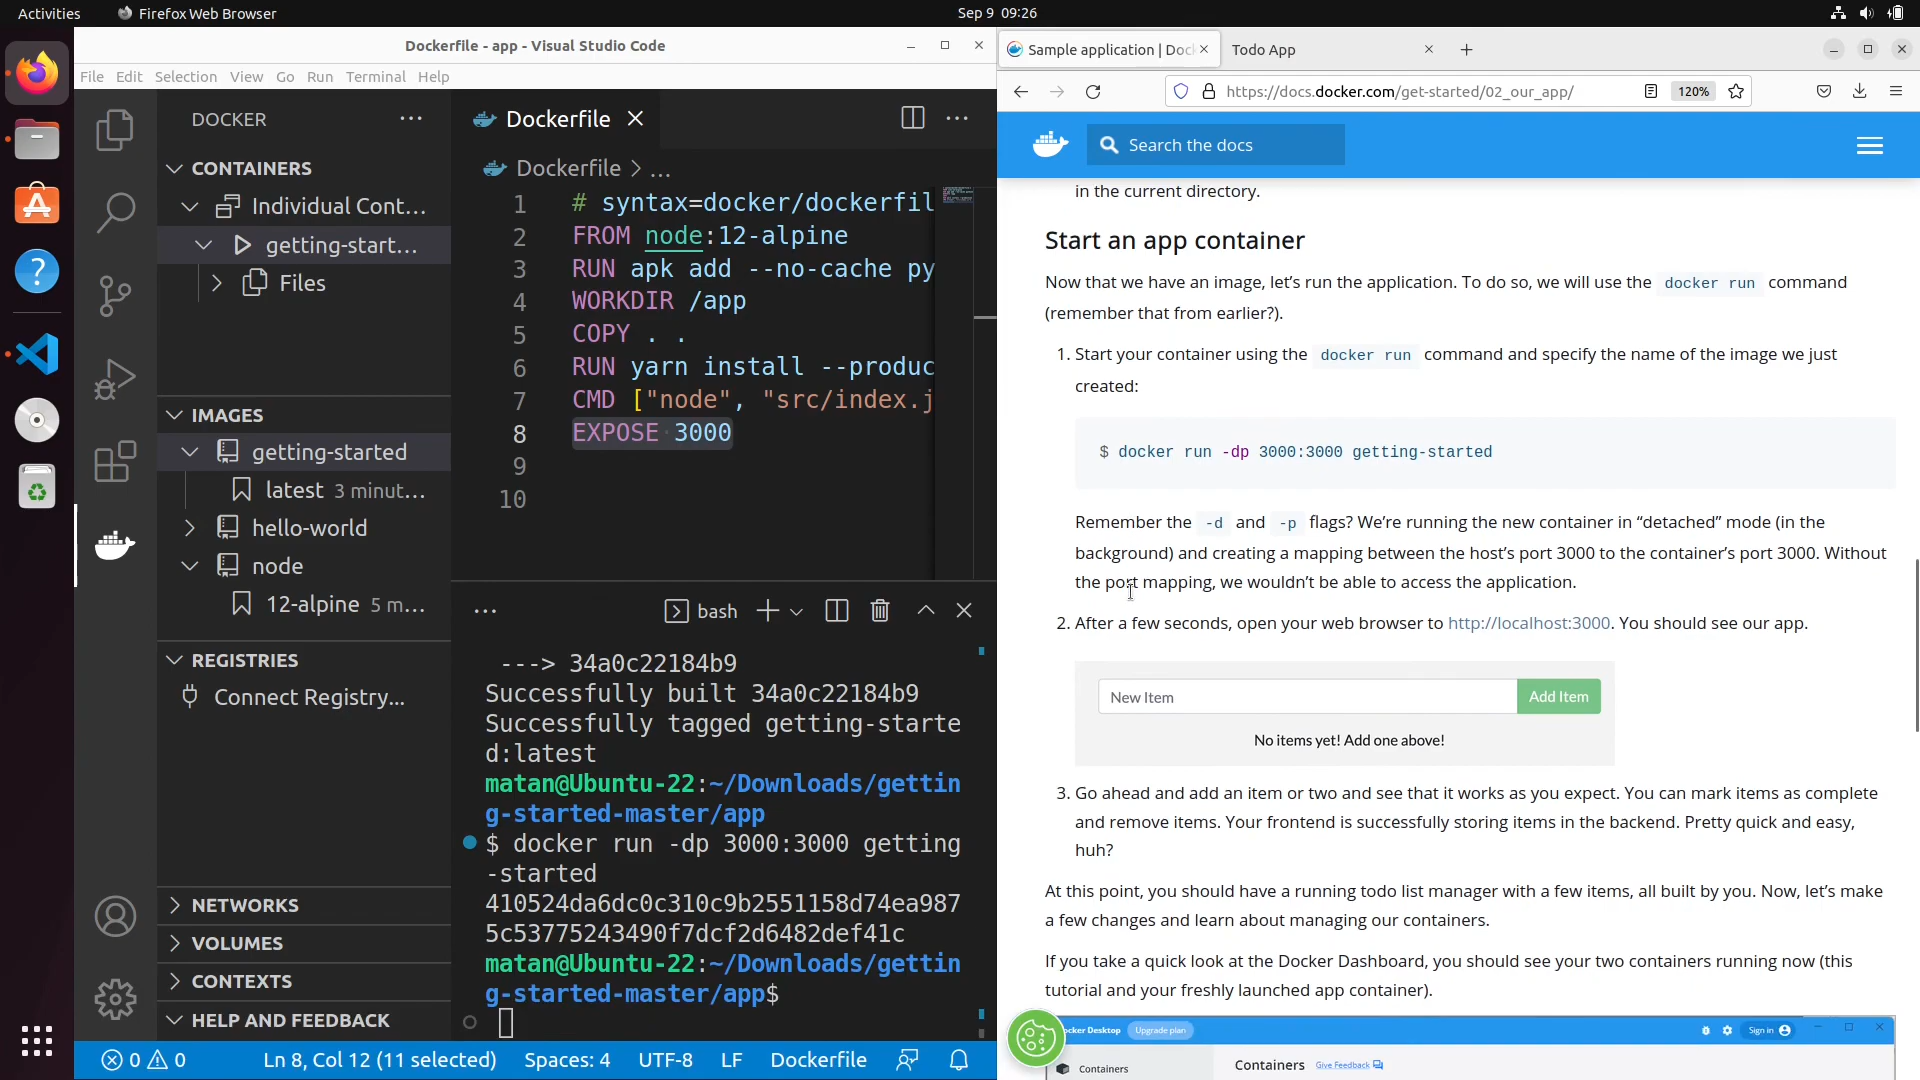 Activities
Firefox Web Browser
Sep 9 09:26
Dockerfile - app - Visual Studio Code
File Edit Selection View Go Run Terminal Help
DOCKER
CONTAINERS
Individual Cont...
getting-start...
Files
IMAGES
getting-started
latest 3 minut...
hello-world
node
12-alpine 5 m...
REGISTRIES
Connect Registry...
NETWORKS
VOLUMES
CONTEXTS
HELP AND FEEDBACK
Dockerfile
Dockerfile > ...
1 # syntax=docker/dockerfil
2 FROM node:12-alpine
3 RUN apk add --no-cache py
4 WORKDIR /app
5 COPY . .
6 RUN yarn install --produc
7 CMD ["node", "src/index.j
8 EXPOSE 3000
9
10
bash
---> 34a0c22184b9
Successfully built 34a0c22184b9
Successfully tagged getting-starte
d:latest
matan@Ubuntu-22:~/Downloads/gettin
g-started-master/app
$ docker run -dp 3000:3000 getting
-started
410524da6dc0c310c9b2551158d74ea987
5c53775243490f7dcf2d6482def41c
matan@Ubuntu-22:~/Downloads/gettin
g-started-master/app$
0 0
Ln 8, Col 12 (11 selected)
Spaces: 4
UTF-8
LF
Dockerfile
Sample application | Doc
Todo App
https://docs.docker.com/get-started/02_our_app/
120%
Search the docs
in the current directory.
Start an app container
Now that we have an image, let’s run the application. To do so, we will use the docker run command
(remember that from earlier?).
1. Start your container using the docker run command and specify the name of the image we just
created:
$ docker run -dp 3000:3000 getting-started
Remember the -d and -p flags? We’re running the new container in “detached” mode (in the
background) and creating a mapping between the host’s port 3000 to the container’s port 3000. Without
the port mapping, we wouldn’t be able to access the application.
2. After a few seconds, open your web browser to http://localhost:3000. You should see our app.
New Item
Add Item
No items yet! Add one above!
3. Go ahead and add an item or two and see that it works as you expect. You can mark items as complete
and remove items. Your frontend is successfully storing items in the backend. Pretty quick and easy,
huh?
At this point, you should have a running todo list manager with a few items, all built by you. Now, let’s make
a few changes and learn about managing our containers.
If you take a quick look at the Docker Dashboard, you should see your two containers running now (this
tutorial and your freshly launched app container).
ocker Desktop
Upgrade plan
Sign in
Containers
Containers
Give Feedback